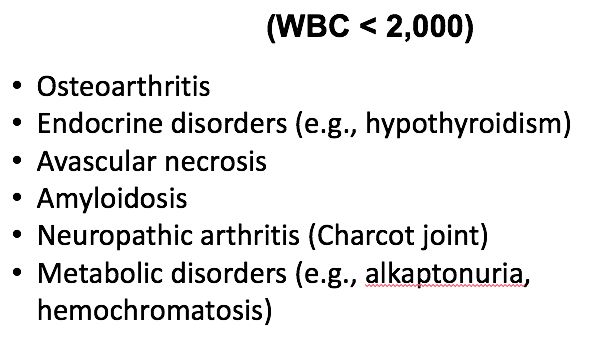 (WBC < 2,000)
• Osteoarthritis
• Endocrine disorders (e.g., hypothyroidism)
• Avascular necrosis
• Amyloidosis
• Neuropathic arthritis (Charcot joint)
• Metabolic disorders (e.g., alkaptonuria,
hemochromatosis)